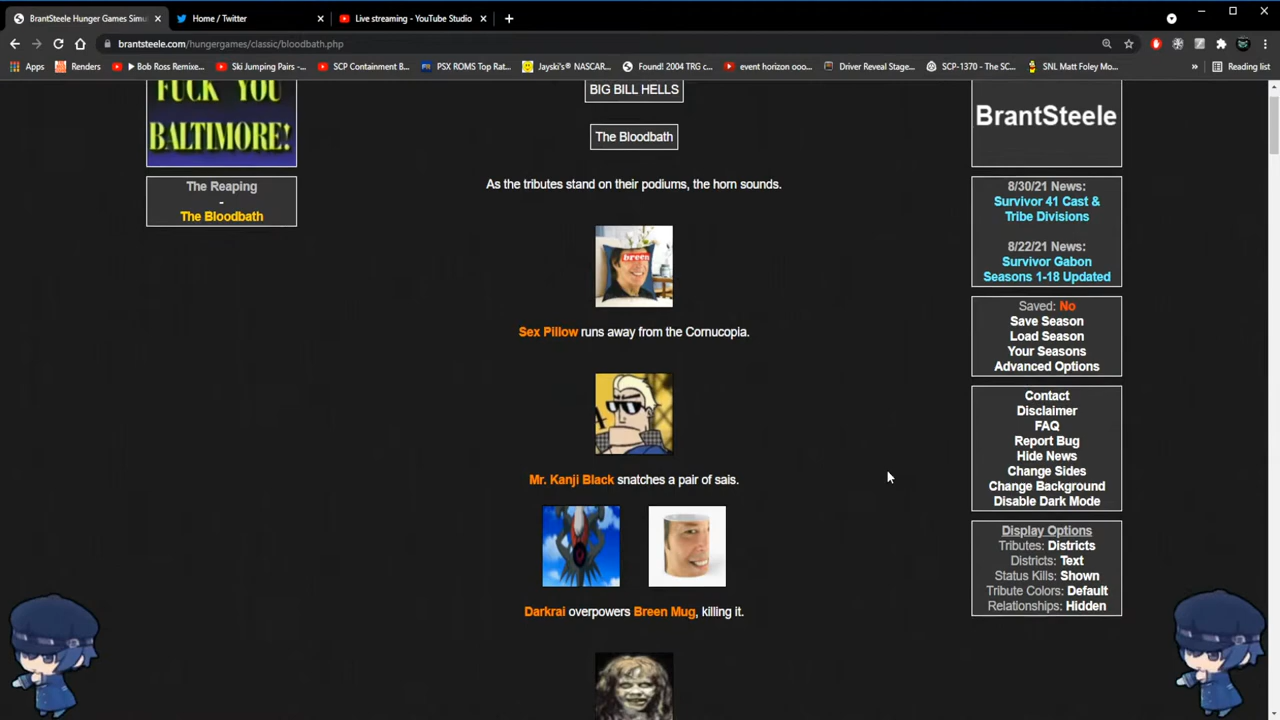 BrantSteele Hunger Games Simu
Home / Twitter
Live streaming - YouTube Studio
brantsteele.com/hungergames/classic/bloodbath.php
Apps
Renders
Bob Ross Remixe...
Ski Jumping Pairs -...
SCP Containment B...
PSX ROMS Top Rat...
Jayski's® NASCAR...
Found! 2004 TRG c...
event horizon ooo...
Driver Reveal Stage...
SCP-1370 - The SC...
SNL Matt Foley Mo...
»
Reading list
FUCK YOU
BALTIMORE!
The Reaping
-
The Bloodbath
BIG BILL HELLS
The Bloodbath
As the tributes stand on their podiums, the horn sounds.
breen
Sex Pillow runs away from the Cornucopia.
Mr. Kanji Black snatches a pair of sais.
Darkrai overpowers Breen Mug, killing it.
BrantSteele
8/30/21 News:
Survivor 41 Cast &
Tribe Divisions
8/22/21 News:
Survivor Gabon
Seasons 1-18 Updated
Saved: No
Save Season
Load Season
Your Seasons
Advanced Options
Contact
Disclaimer
FAQ
Report Bug
Hide News
Change Sides
Change Background
Disable Dark Mode
Display Options
Tributes: Districts
Districts: Text
Status Kills: Shown
Tribute Colors: Default
Relationships: Hidden